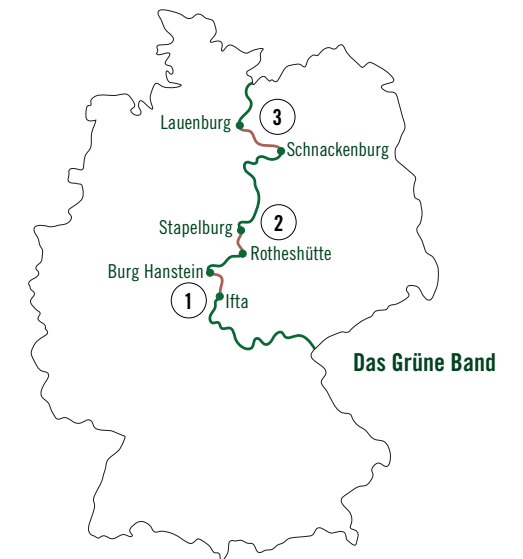 Lauenburg
3
Schnackenburg
Stapelburg
2
Rotheshütte
Burg Hanstein
1
Ifta
Das Grüne Band